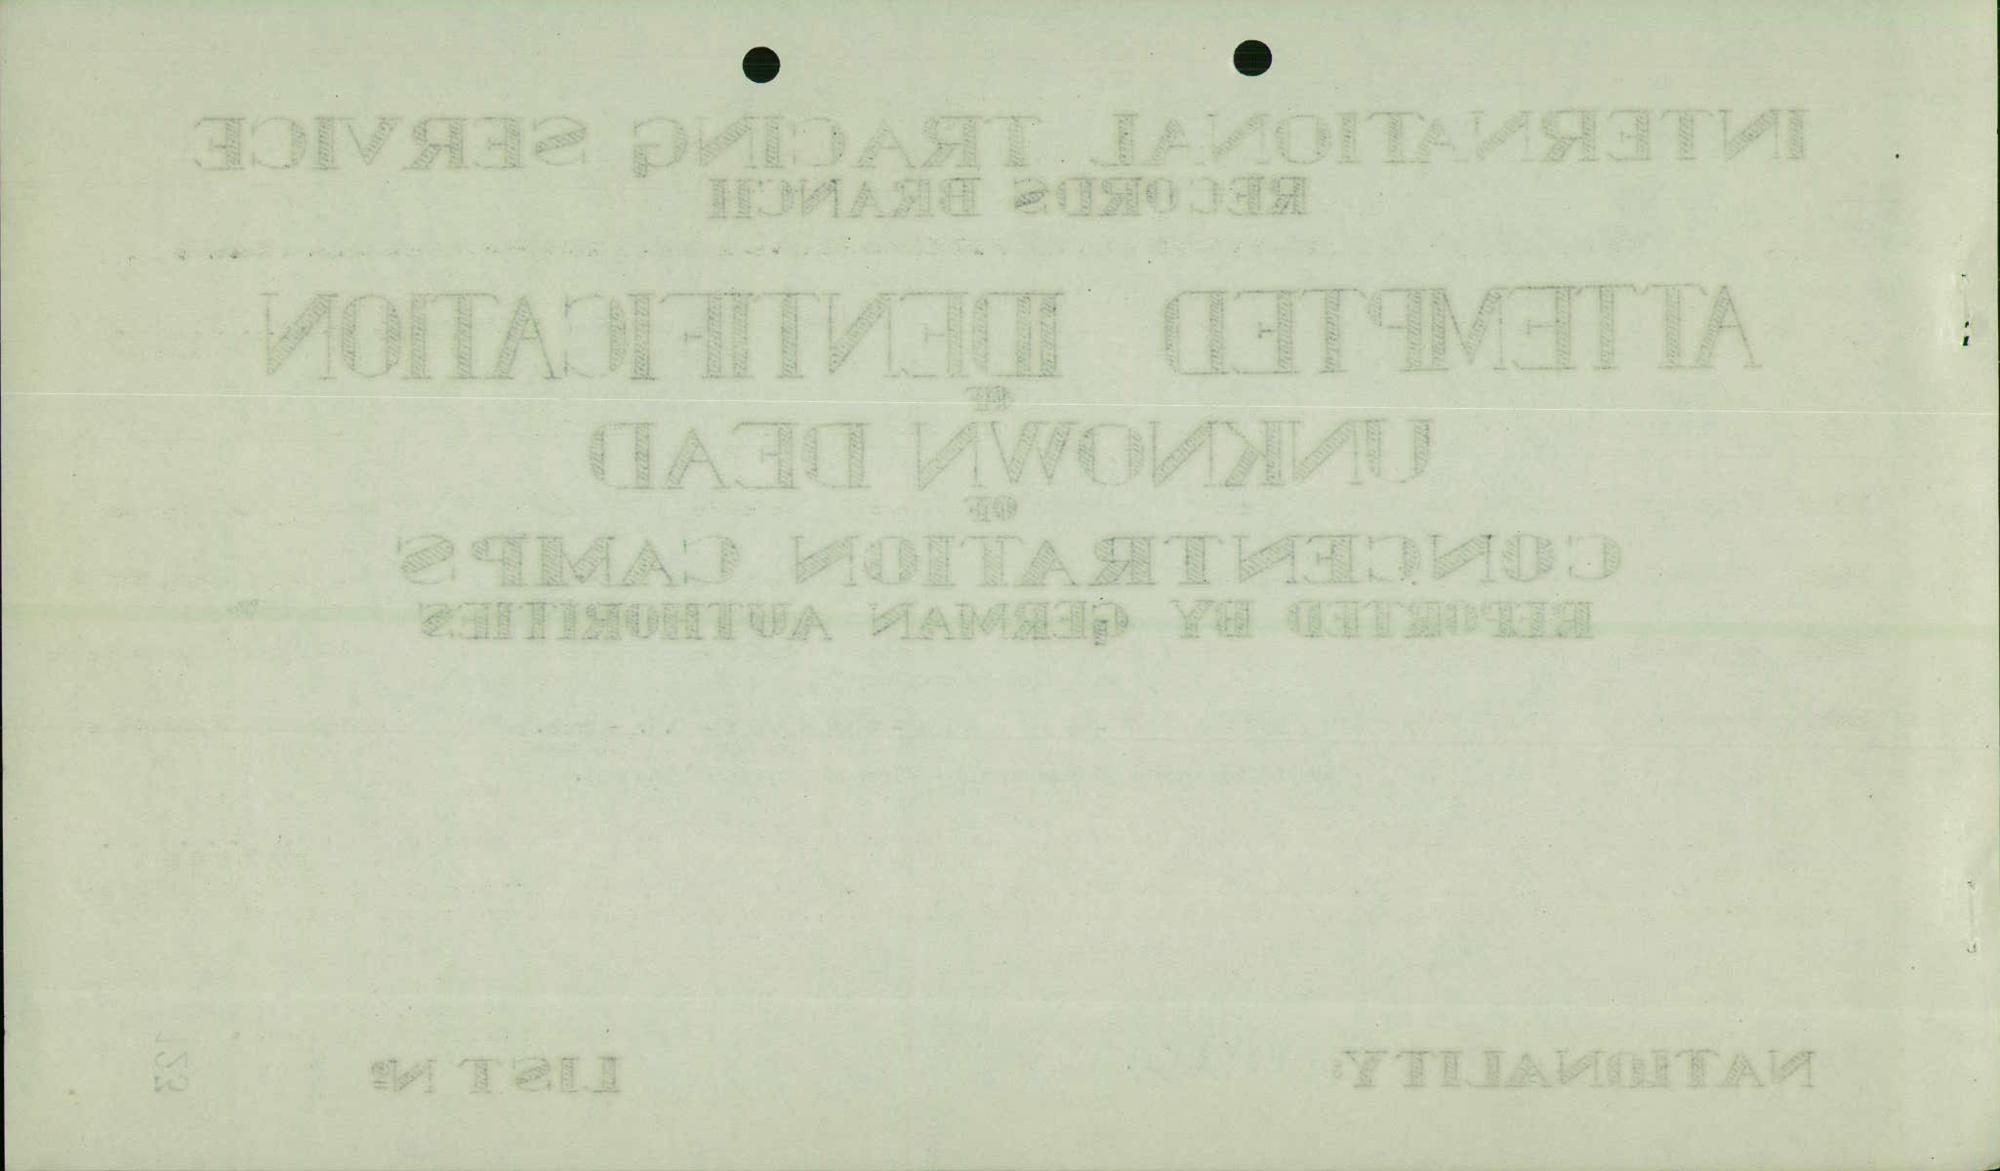 INTERNATIONAL TRACING SERVICE
RECORDS BRANCH
ATTEMPTED IDENTIFICATION
OF
UNKNOWN DEAD
OF
CONCENTRATION CAMPS
REPORTED BY GERMAN AUTHORITIES
NATIONALITY: LIST Nº 123